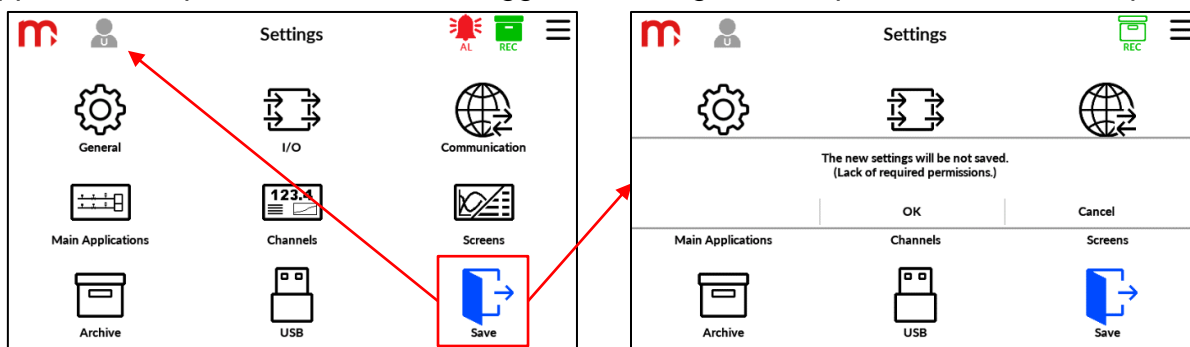 Settings
AL
REC
General
I/O
Communication
123.4
Main Applications
Channels
Screens
Archive
USB
Save
Settings
REC
The new settings will be not saved.
(Lack of required permissions.)
OK
Cancel
Main Applications
Channels
Screens
Archive
USB
Save